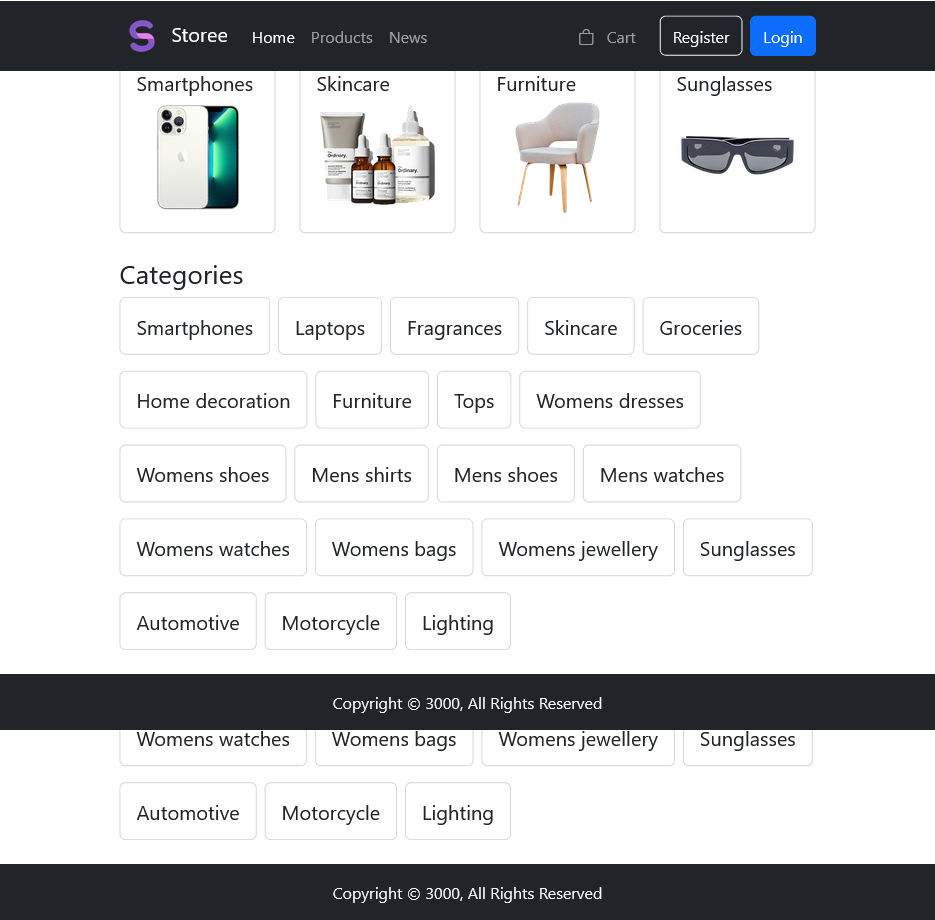 Storee Home Products News Cart Register Login
Smartphones Skincare Furniture Sunglasses
Ordinary.
Ordinary.
Categories
Smartphones Laptops Fragrances Skincare Groceries
Home decoration Furniture Tops Womens dresses
Womens shoes Mens shirts Mens shoes Mens watches
Womens watches Womens bags Womens jewellery Sunglasses
Automotive Motorcycle Lighting
Copyright © 3000, All Rights Reserved
Womens watches Womens bags Womens jewellery Sunglasses
Automotive Motorcycle Lighting
Copyright © 3000, All Rights Reserved